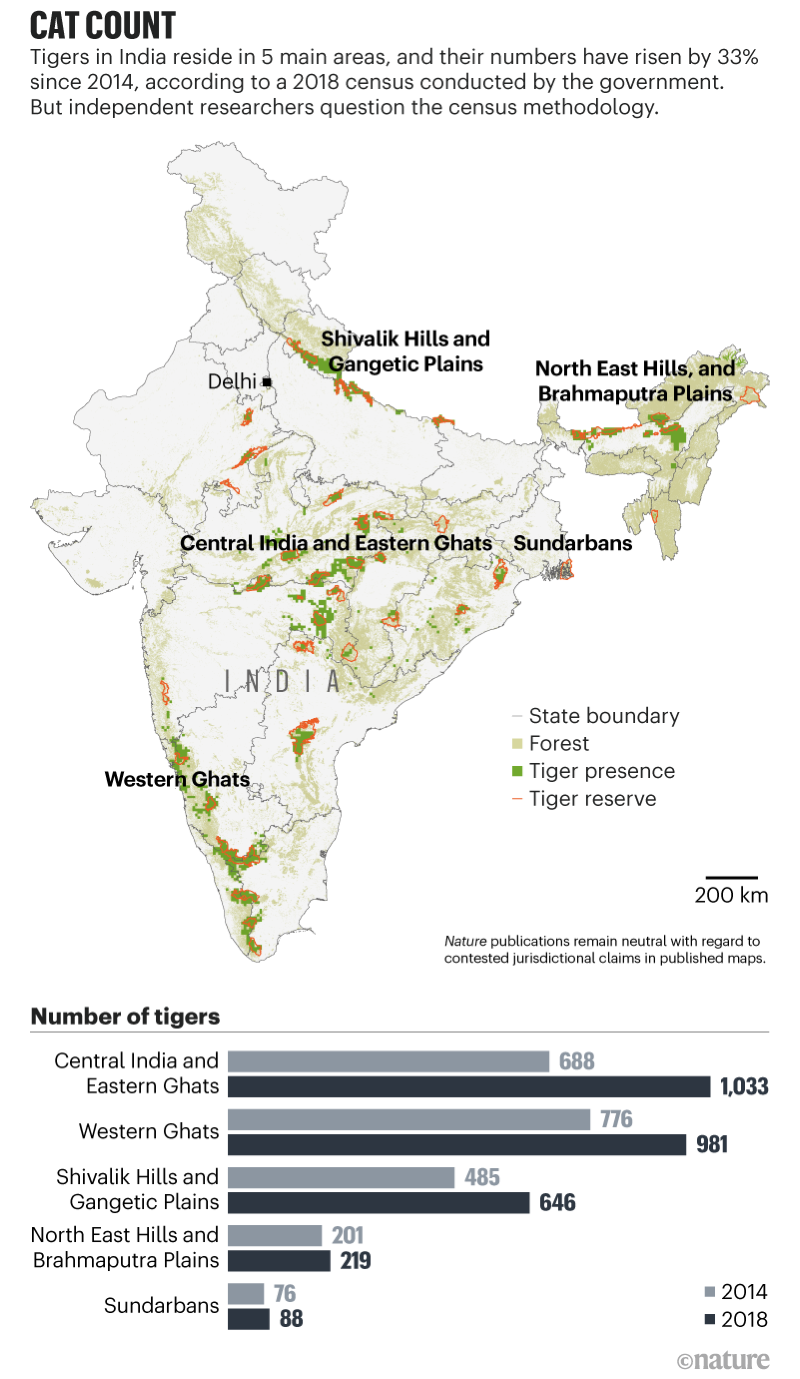 CAT COUNT
Tigers in India reside in 5 main areas, and their numbers have risen by 33%
since 2014, according to a 2018 census conducted by the government.
But independent researchers question the census methodology.
Shivalik Hills and
Gangetic Plains
North East Hills, and
Brahmaputra Plains
Delhi
Central India and Eastern Ghats
Sundarbans
INDIA
Western Ghats
State boundary
Forest
Tiger presence
Tiger reserve
200 km
Nature publications remain neutral with regard to
contested jurisdictional claims in published maps.
Number of tigers
Central India and
Eastern Ghats
688
1,033
Western Ghats
776
981
Shivalik Hills and
Gangetic Plains
485
646
North East Hills and
Brahmaputra Plains
201
219
Sundarbans
76
88
2014
2018
©nature